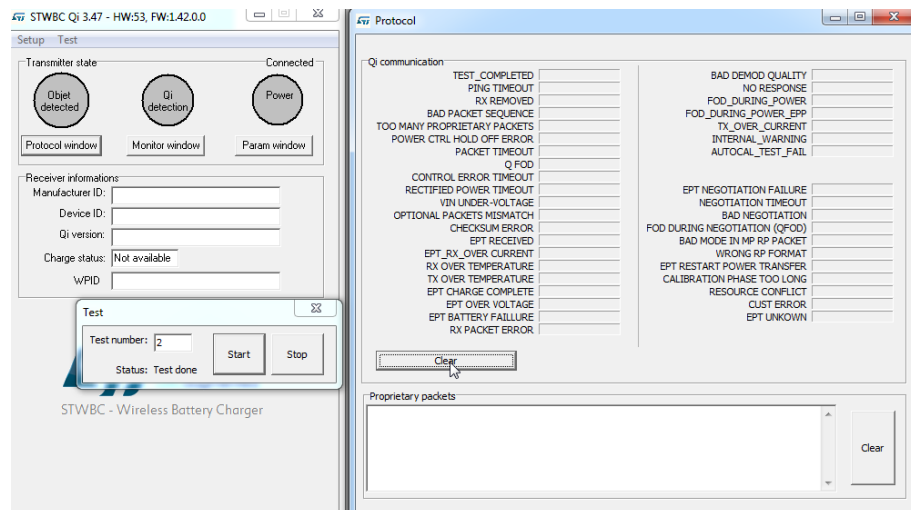 STWBC Qi 3.47 - HW:53, FW:1.42.0.0
Setup Test
Transmitter state
Connected
Objet detected
Qi detection
Power
Protocol window
Monitor window
Param window
Receiver informations
Manufacturer ID:
Device ID:
Qi version:
Charge status: Not available
WPID
Test
Test number: 2
Start
Stop
Status: Test done
STWBC - Wireless Battery Charger
Protocol
Qi communication
TEST_COMPLETED
PING TIMEOUT
RX REMOVED
BAD PACKET SEQUENCE
TOO MANY PROPRIETARY PACKETS
POWER CTRL HOLD OFF ERROR
PACKET TIMEOUT
Q FOD
CONTROL ERROR TIMEOUT
RECTIFIED POWER TIMEOUT
VIN UNDER-VOLTAGE
OPTIONAL PACKETS MISMATCH
CHECKSUM ERROR
EPT RECEIVED
EPT_RX_OVER CURRENT
RX OVER TEMPERATURE
TX OVER TEMPERATURE
EPT CHARGE COMPLETE
EPT OVER VOLTAGE
EPT BATTERY FAILLURE
RX PACKET ERROR
BAD DEMOD QUALITY
NO RESPONSE
FOD_DURING_POWER
FOD_DURING_POWER_EPP
TX_OVER_CURRENT
INTERNAL_WARNING
AUTOCAL_TEST_FAIL
EPT NEGOTIATION FAILURE
NEGOTIATION TIMEOUT
BAD NEGOTIATION
FOD DURING NEGOTIATION (QFOD)
BAD MODE IN MP RP PACKET
WRONG RP FORMAT
EPT RESTART POWER TRANSFER
CALIBRATION PHASE TOO LONG
RESOURCE CONFLICT
CUST ERROR
EPT UNKOWN
Clear
Proprietary packets
Clear